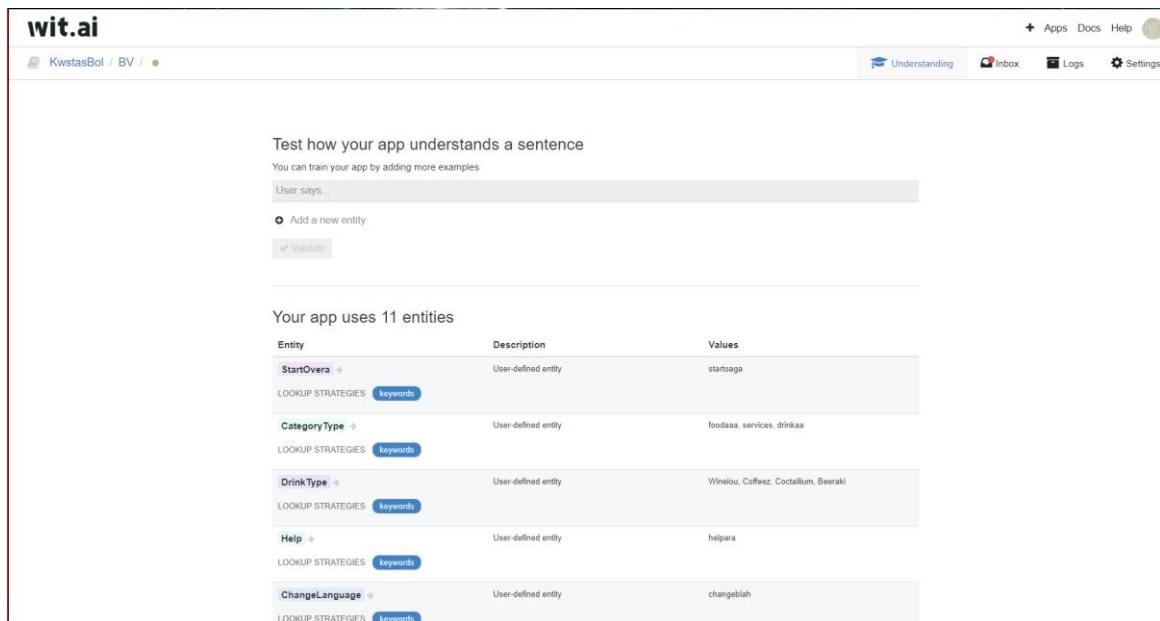 wit.ai
Apps Docs Help
KwstasBol / BV /
Understanding Inbox Logs Settings
Test how your app understands a sentence
You can train your app by adding more examples
User says...
Add a new entity
Validate
Your app uses 11 entities
Entity Description Values
StartOvera User-defined entity startoaga
LOOKUP STRATEGIES keywords
CategoryType User-defined entity foodaaa, services, drinkaa
LOOKUP STRATEGIES keywords
DrinkType User-defined entity Wineiou, Coffeez, Coctailium, Beeraki
LOOKUP STRATEGIES keywords
Help User-defined entity helpara
LOOKUP STRATEGIES keywords
ChangeLanguage User-defined entity changeblah
LOOKUP STRATEGIES keywords